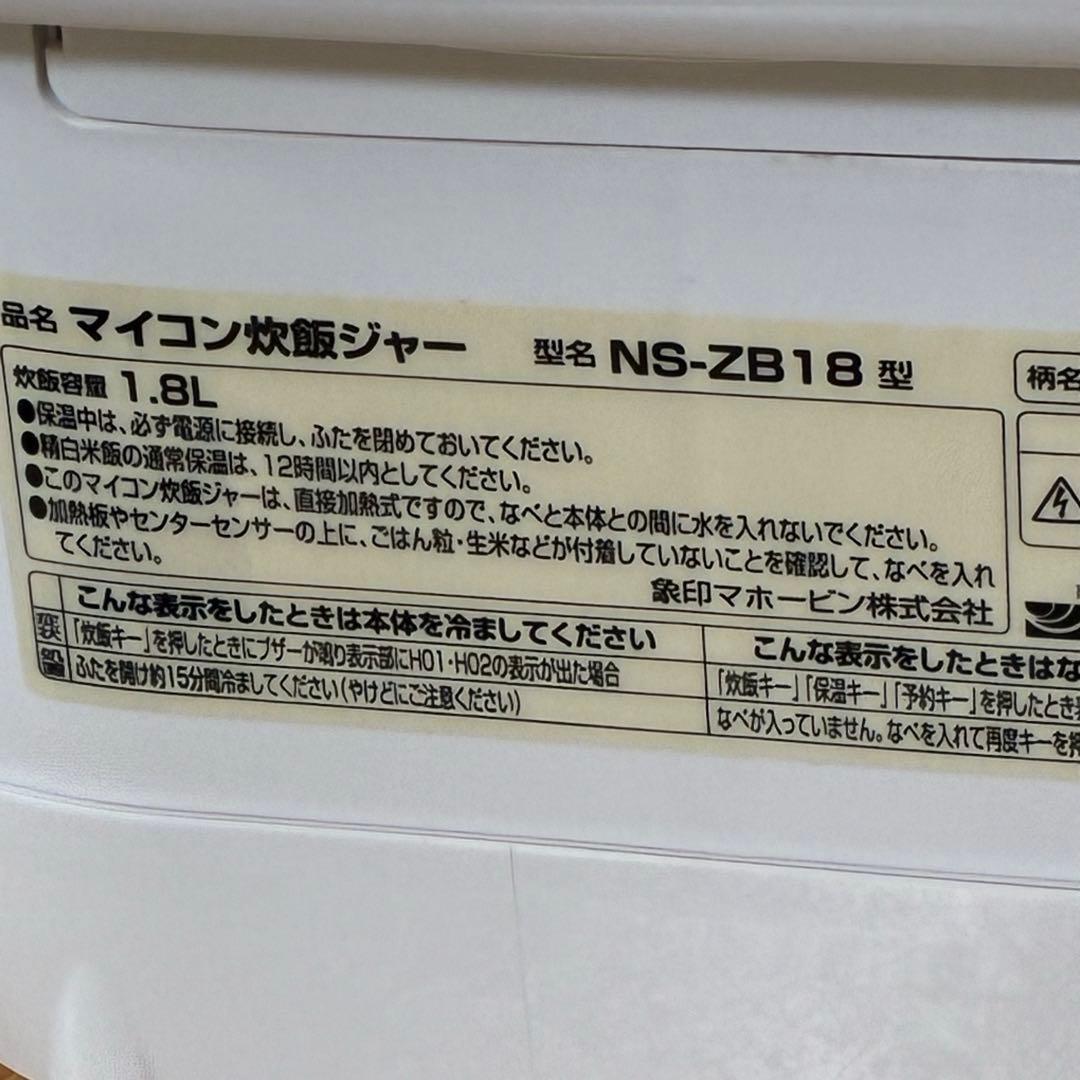 品名 マイコン炊飯ジャー 型名 NS-ZB18 型
柄名
炊飯容量 1.8L
●保温中は、必ず電源に接続し、ふたを閉めておいてください。
●精白米飯の通常保温は、12時間以内としてください。
●このマイコン炊飯ジャーは、直接加熱式ですので、なべと本体との間に水を入れないでください。
●加熱板やセンターセンサーの上に、ごはん粒・生米などが付着していないことを確認して、なべを入れ
てください。
象印マホービン株式会社
こんな表示をしたときは本体を冷ましてください
「炊飯キー」を押したときにブザーが鳴り表示部にH01・H02の表示が出た場合
ふたを開け約15分間冷ましてください(やけどにご注意ください)
こんな表示をしたときはな
「炊飯キー」「保温キー」「予約キー」を押したとき
なべが入っていません。なべを入れて再度キーを押